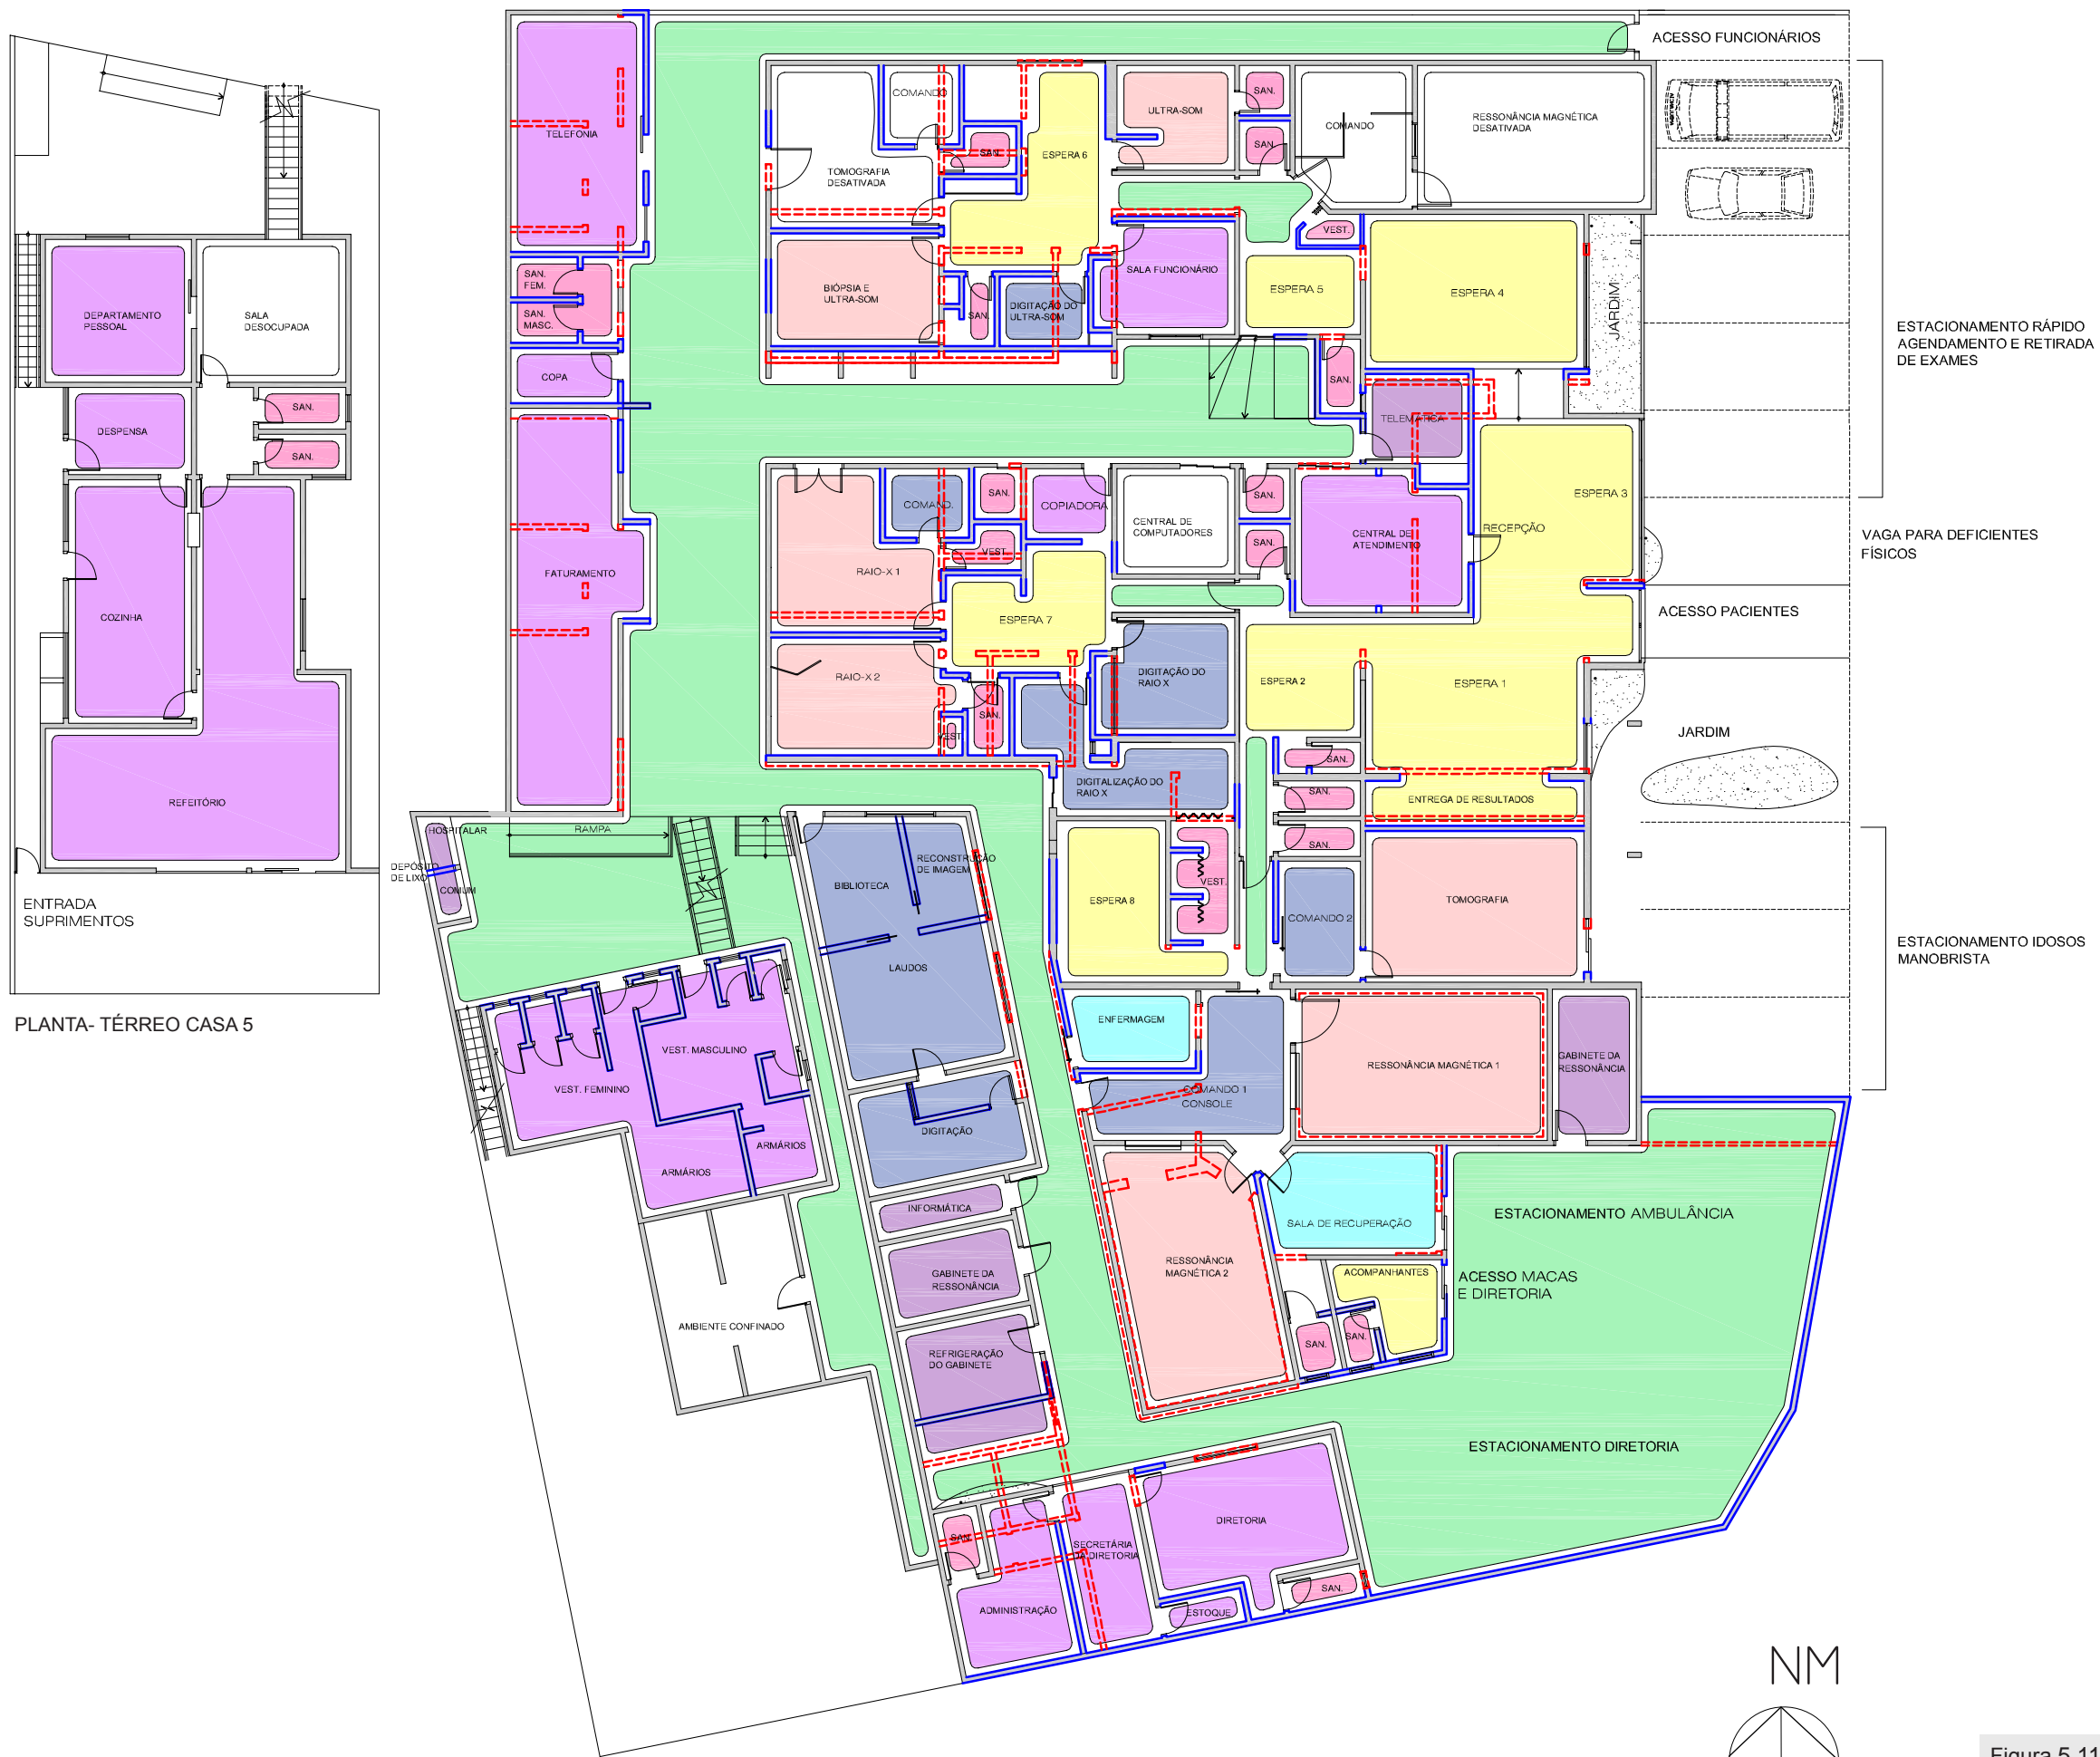 ACESSO FUNCIONÁRIOS
TELEFONIA
COMANDO
SAN.
ESPERA 6
ULTRA-SOM
SAN.
SAN.
COMANDO
RESSONÂNCIA MAGNÉTICA
DESATIVADA
TOMOGRAFIA
DESATIVADA
SAN.
FEM.
SAN.
MASC.
BIÓPSIA E
ULTRA-SOM
SAN.
DIGITAÇÃO DO
ULTRA-SOM
SALA FUNCIONÁRIO
VEST.
ESPERA 5
ESPERA 4
JARDIM
ESTACIONAMENTO RÁPIDO
AGENDAMENTO E RETIRADA
DE EXAMES
DEPARTAMENTO
PESSOAL
SALA
DESOCUPADA
DESPENSA
SAN.
SAN.
COZINHA
REFEITÓRIO
ENTRADA
SUPRIMENTOS
PLANTA- TÉRREO CASA 5
COPA
SAN.
TELEMÁTICA
FATURAMENTO
RAIO-X 1
COMAND.
SAN.
VEST.
COPIADORA
CENTRAL DE
COMPUTADORES
SAN.
SAN.
CENTRAL DE
ATENDIMENTO
RECEPÇÃO
ESPERA 3
VAGA PARA DEFICIENTES
FÍSICOS
ACESSO PACIENTES
ESPERA 7
RAIO-X 2
VEST.
SAN.
DIGITAÇÃO DO
RAIO X
ESPERA 2
ESPERA 1
JARDIM
DIGITALIZAÇÃO DO
RAIO X
SAN.
SAN.
SAN.
ENTREGA DE RESULTADOS
HOSPITALAR
RAMPA
DEPÓSITO
DE LIXO
COMUM
BIBLIOTECA
RECONSTRUÇÃO
DE IMAGEM
LAUDOS
ESPERA 8
VEST.
COMANDO 2
TOMOGRAFIA
ESTACIONAMENTO IDOSOS
MANOBRISTA
VEST. MASCULINO
VEST. FEMININO
ARMÁRIOS
ARMÁRIOS
DIGITAÇÃO
ENFERMAGEM
COMANDO 1
CONSOLE
RESSONÂNCIA MAGNÉTICA 1
GABINETE DA
RESSONÂNCIA
INFORMÁTICA
GABINETE DA
RESSONÂNCIA
AMBIENTE CONFINADO
REFRIGERAÇÃO
DO GABINETE
RESSONÂNCIA
MAGNÉTICA 2
SALA DE RECUPERAÇÃO
ACOMPANHANTES
SAN.
SAN.
ESTACIONAMENTO AMBULÂNCIA
ACESSO MACAS
E DIRETORIA
ESTACIONAMENTO DIRETORIA
SAN.
SECRETÁRIA
DA DIRETORIA
DIRETORIA
ADMINISTRAÇÃO
ESTOQUE
SAN.
NM
Figura 5.11